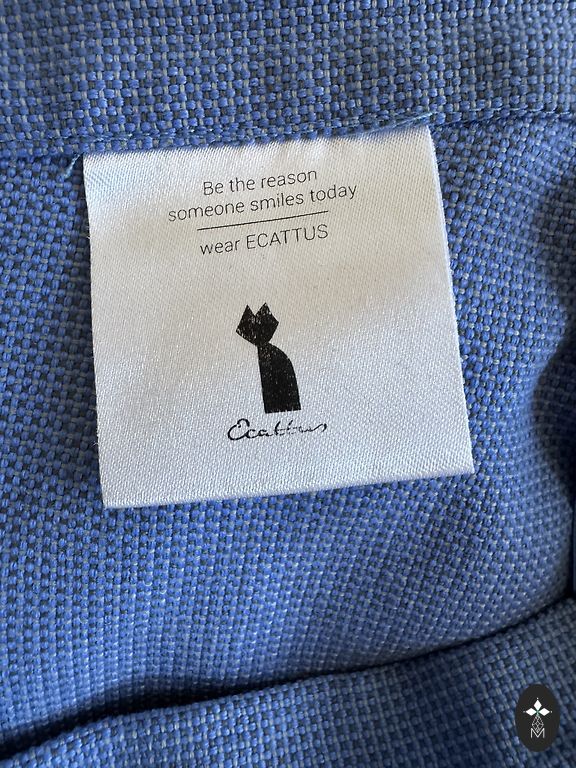 Be the reason
someone smiles today
wear ECATTUS
Ecattus
M